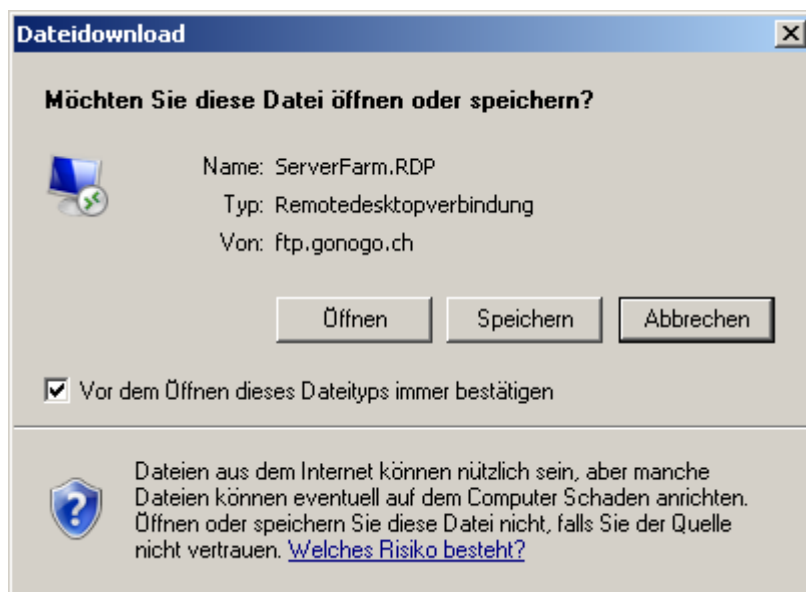 Dateidownload
Möchten Sie diese Datei öffnen oder speichern?
Name: ServerFarm.RDP
Typ: Remotedesktopverbindung
Von: ftp.gonogo.ch
Öffnen Speichern Abbrechen
Vor dem Öffnen dieses Dateityps immer bestätigen
Dateien aus dem Internet können nützlich sein, aber manche
Dateien können eventuell auf dem Computer Schaden anrichten.
Öffnen oder speichern Sie diese Datei nicht, falls Sie der Quelle
nicht vertrauen. Welches Risiko besteht?